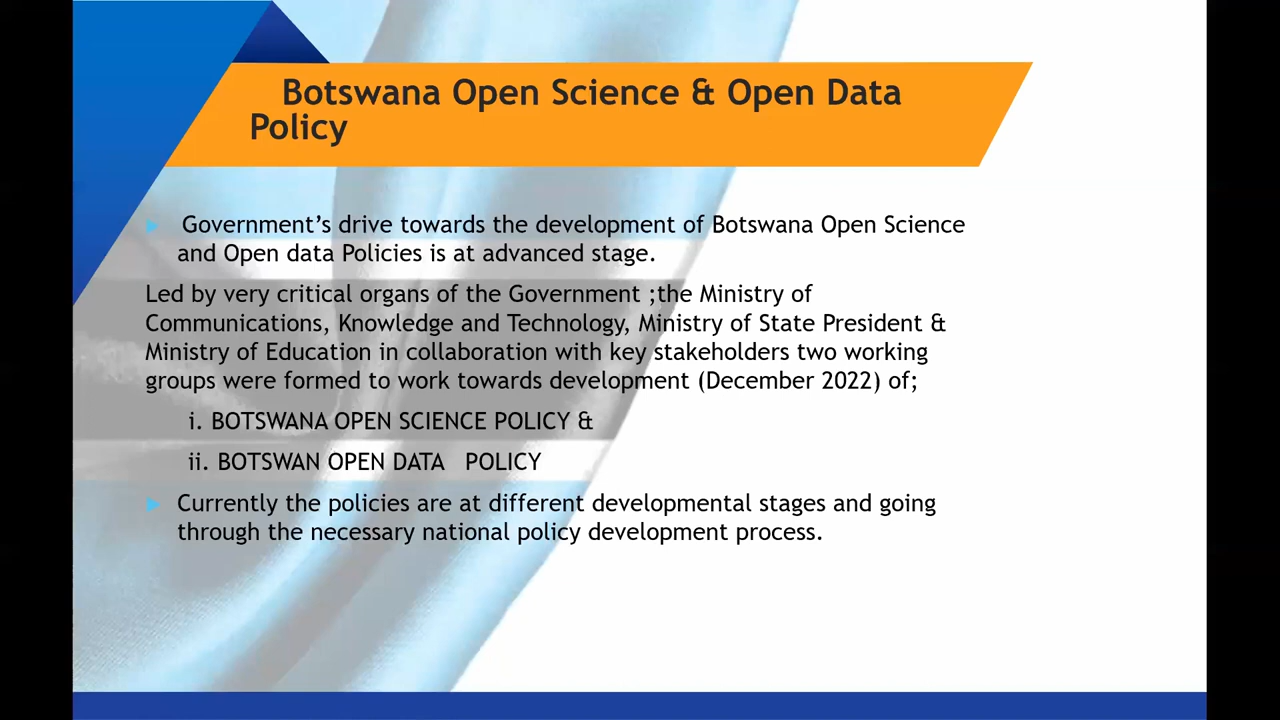 Botswana Open Science & Open Data
Policy
Government’s drive towards the development of Botswana Open Science
and Open data Policies is at advanced stage.
Led by very critical organs of the Government ;the Ministry of
Communications, Knowledge and Technology, Ministry of State President &
Ministry of Education in collaboration with key stakeholders two working
groups were formed to work towards development (December 2022) of;
i. BOTSWANA OPEN SCIENCE POLICY &
ii. BOTSWAN OPEN DATA   POLICY
Currently the policies are at different developmental stages and going
through the necessary national policy development process.